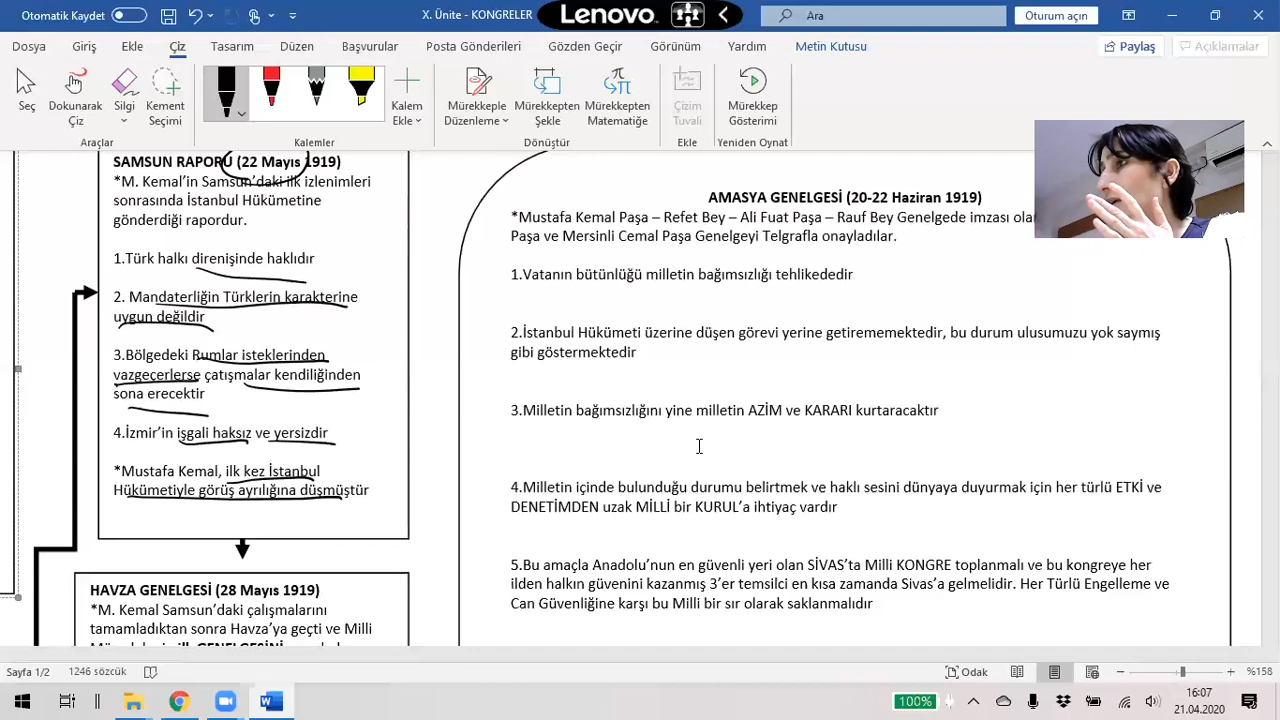 Otomatik Kaydet
X. Ünite - KONGRELER
Lenovo
Ara
Oturum açın
Dosya
Giriş
Ekle
Çiz
Tasarım
Düzen
Başvurular
Posta Gönderileri
Gözden Geçir
Görünüm
Yardım
Metin Kutusu
Paylaş
Açıklamalar
Seç
Dokunarak
Çiz
Silgi
Kement
Seçimi
Kalem
Ekle
Mürekkeple
Düzenleme
Mürekkepten
Şekle
Mürekkepten
Matematiğe
Çizim
Tuvali
Mürekkep
Gösterimi
Araçlar
Kalemler
Dönüştür
Ekle
Yeniden Oynat
SAMSUN RAPORU (22 Mayıs 1919)
*M. Kemal’in Samsun’daki ilk izlenimleri
sonrasında İstanbul Hükümetine
gönderdiği rapordur.
1.Türk halkı direnişinde haklıdır
2. Mandaterliğin Türklerin karakterine
uygun değildir
3.Bölgedeki Rumlar isteklerinden
vazgeçerlerse çatışmalar kendiliğinden
sona erecektir
4.İzmir’in işgali haksız ve yersizdir
*Mustafa Kemal, ilk kez İstanbul
Hükümetiyle görüş ayrılığına düşmüştür
HAVZA GENELGESİ (28 Mayıs 1919)
*M. Kemal Samsun’daki çalışmalarını
tamamladıktan sonra Havza’ya geçti ve Milli
AMASYA GENELGESİ (20-22 Haziran 1919)
*Mustafa Kemal Paşa – Refet Bey – Ali Fuat Paşa – Rauf Bey Genelgede imzası
Paşa ve Mersinli Cemal Paşa Genelgeyi Telgrafla onayladılar.
1.Vatanın bütünlüğü milletin bağımsızlığı tehlikededir
2.İstanbul Hükümeti üzerine düşen görevi yerine getirememektedir, bu durum ulusumuzu yok saymış
gibi göstermektedir
3.Milletin bağımsızlığını yine milletin AZİM ve KARARI kurtaracaktır
4.Milletin içinde bulunduğu durumu belirtmek ve haklı sesini dünyaya duyurmak için her türlü ETKİ ve
DENETİMDEN uzak MİLLİ bir KURUL’a ihtiyaç vardır
5.Bu amaçla Anadolu’nun en güvenli yeri olan SİVAS’ta Milli KONGRE toplanmalı ve bu kongreye her
ilden halkın güvenini kazanmış 3’er temsilci en kısa zamanda Sivas’a gelmelidir. Her Türlü Engelleme ve
Can Güvenliğine karşı bu Milli bir sır olarak saklanmalıdır
Sayfa 1/2
1246 sözcük
Odak
%158
100%
16:07
21.04.2020